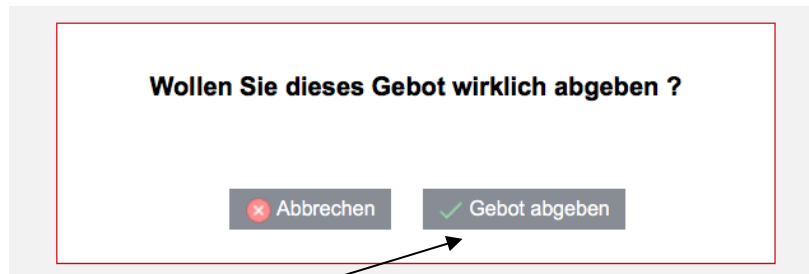 Wollen Sie dieses Gebot wirklich abgeben ?
Abbrechen Gebot abgeben